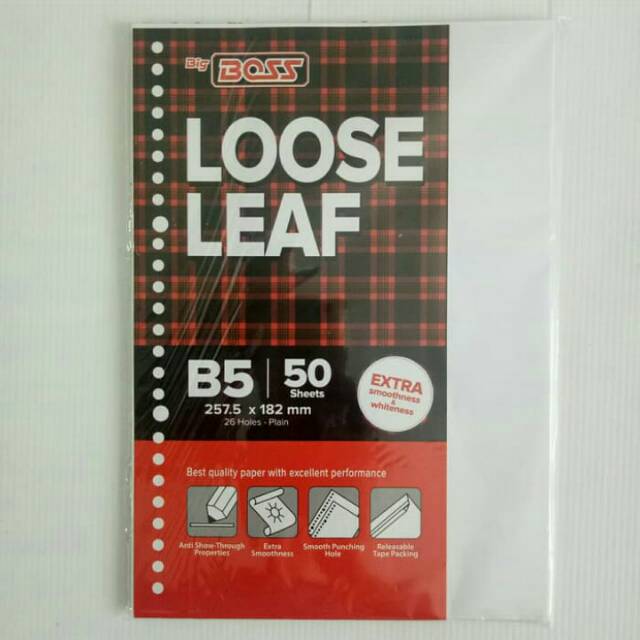 Big BOSS
LOOSE
LEAF
B5 | 50
Sheets
257.5 x 182 mm
26 Holes - Plain
EXTRA
smoothness
&
whiteness
Best quality paper with excellent performance
Anti Show-Through
Properties
Extra
Smoothness
Smooth Punching
Hole
Releasable
Tape Packing